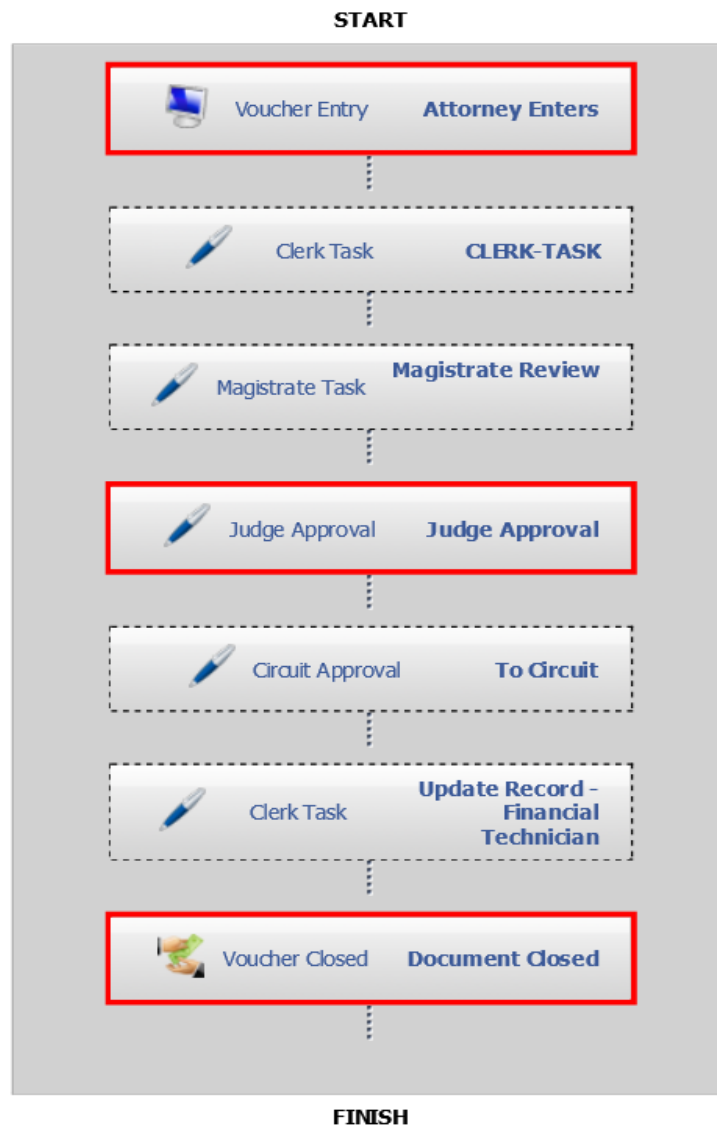 START
Voucher Entry Attorney Enters
Clerk Task CLERK-TASK
Magistrate Task Magistrate Review
Judge Approval Judge Approval
Circuit Approval To Circuit
Clerk Task Update Record -
Financial
Technician
Voucher Closed Document Closed
FINISH